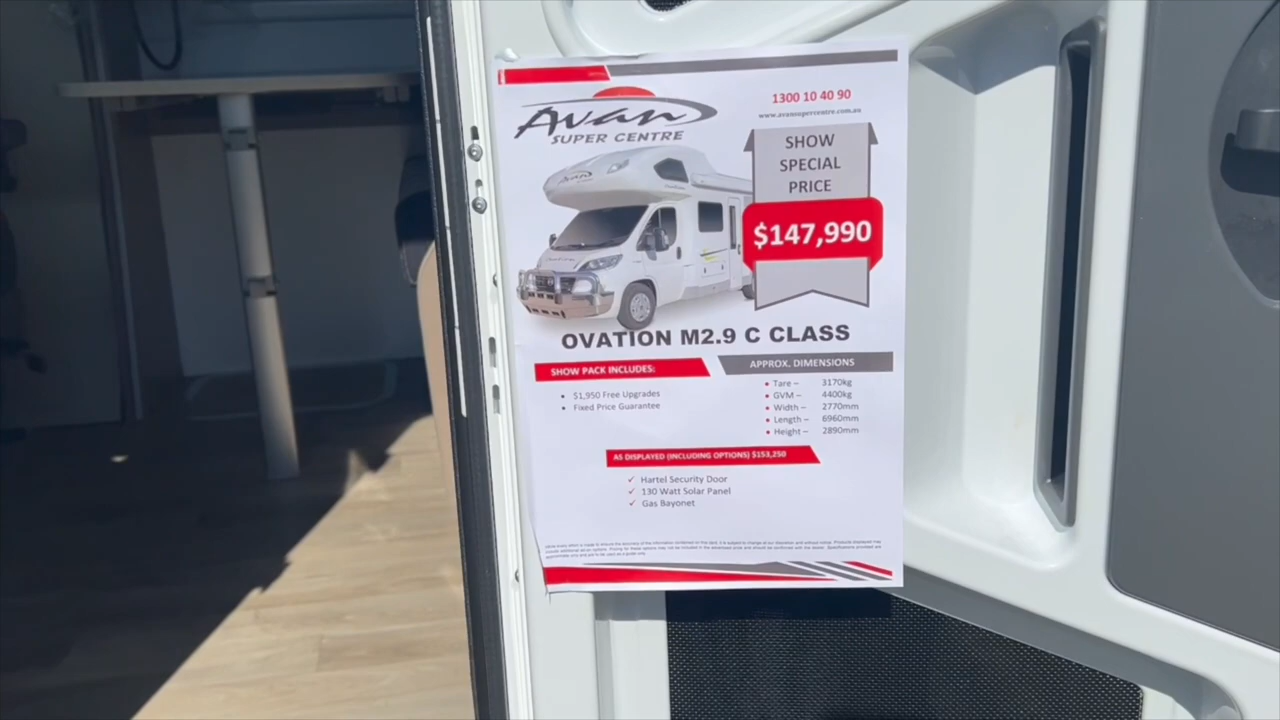 Avan
SUPER CENTRE
1300 10 40 90
www.avansupercentre.com.au
SHOW
SPECIAL
PRICE
$147,990
Avan
OVATION M2.9 C CLASS
SHOW PACK INCLUDES:
• $1,950 Free Upgrades
• Fixed Price Guarantee
APPROX. DIMENSIONS
• Tare – 3170kg
• GVM – 4400kg
• Width – 2770mm
• Length – 6960mm
• Height – 2890mm
AS DISPLAYED (INCLUDING OPTIONS) $153,250
✓ Hartel Security Door
✓ 130 Watt Solar Panel
✓ Gas Bayonet